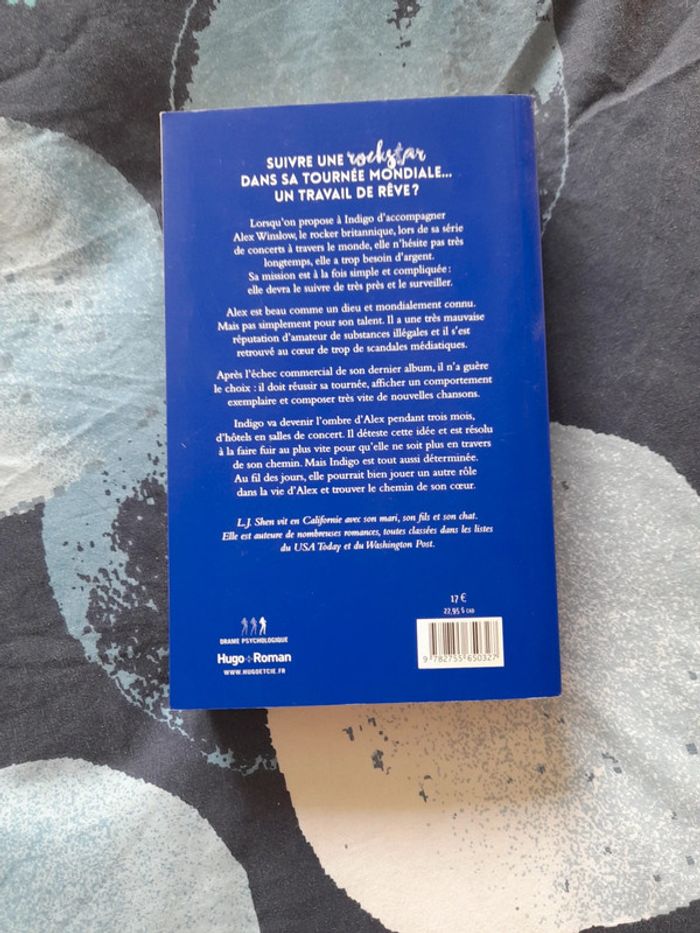 SUIVRE UNE rockstar
DANS SA TOURNÉE MONDIALE...
UN TRAVAIL DE RÊVE ?
Lorsqu'on propose à Indigo d'accompagner
Alex Winslow, le rocker britannique, lors de sa série
de concerts à travers le monde, elle n'hésite pas très
longtemps, elle a trop besoin d'argent.
Sa mission est à la fois simple et compliquée :
elle devra le suivre de très près et le surveiller.
Alex est beau comme un dieu et mondialement connu.
Mais pas simplement pour son talent. Il a une très mauvaise
réputation d'amateur de substances illégales et il s'est
retrouvé au cœur de trop de scandales médiatiques.
Après l'échec commercial de son dernier album, il n'a guère
le choix : il doit réussir sa tournée, afficher un comportement
exemplaire et composer très vite de nouvelles chansons.
Indigo va devenir l'ombre d'Alex pendant trois mois,
d'hôtels en salles de concert. Il déteste cette idée et est résolu
à la faire fuir au plus vite pour qu'elle ne soit plus en travers
de son chemin. Mais Indigo est tout aussi déterminée.
Au fil des jours, elle pourrait bien jouer un autre rôle
dans la vie d'Alex et trouver le chemin de son cœur.
L.J. Shen vit en Californie avec son mari, son fils et son chat.
Elle est auteure de nombreuses romances, toutes classées dans les listes
du USA Today et du Washington Post.
17 €
27,95 $ CAD
DRAME PSYCHOLOGIQUE
Hugo Roman
WWW.HUGOETCIE.FR
9 782755 650327